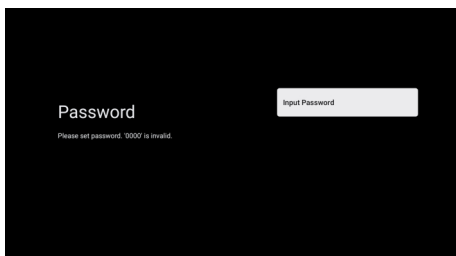 Password
Please set password. '0000' is invalid.
Input Password